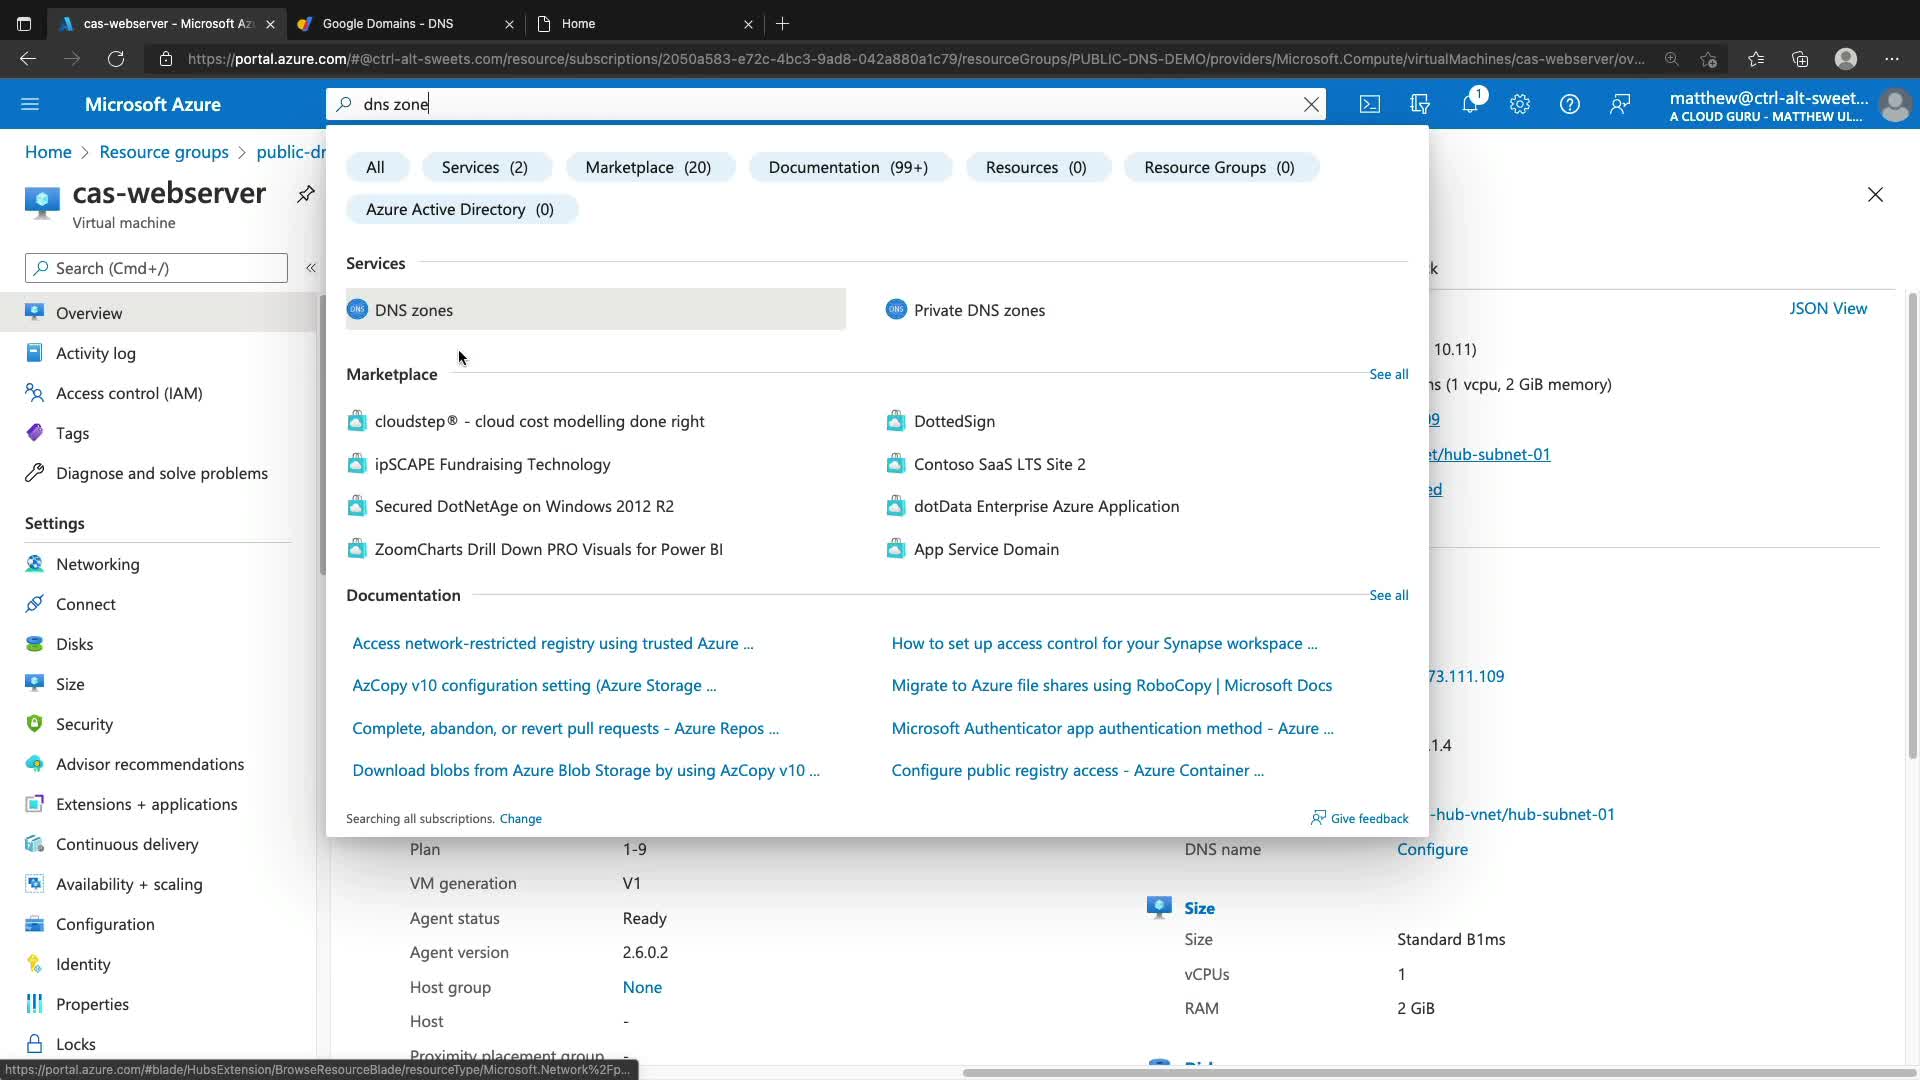 cas-webserver - Microsoft Az
Google Domains - DNS
Home
https://portal.azure.com/#@ctrl-alt-sweets.com/resource/subscriptions/2050a583-e72c-4bc3-9ad8-042a880a1c79/resourceGroups/PUBLIC-DNS-DEMO/providers/Microsoft.Compute/virtualMachines/cas-webserver/ov...
Microsoft Azure
dns zone
1
matthew@ctrl-alt-sweet...
A CLOUD GURU - MATTHEW UL...
Home > Resource groups > public-dn
All
Services (2)
Marketplace (20)
Documentation (99+)
Resources (0)
Resource Groups (0)
Azure Active Directory (0)
cas-webserver
Virtual machine
Search (Cmd+/)
«
Overview
Activity log
Access control (IAM)
Tags
Diagnose and solve problems
Settings
Networking
Connect
Disks
Size
Security
Advisor recommendations
Extensions + applications
Continuous delivery
Availability + scaling
Configuration
Identity
Properties
Locks
Services
DNS DNS zones
DNS Private DNS zones
Marketplace
See all
cloudstep® - cloud cost modelling done right
DottedSign
ipSCAPE Fundraising Technology
Contoso SaaS LTS Site 2
Secured DotNetAge on Windows 2012 R2
dotData Enterprise Azure Application
ZoomCharts Drill Down PRO Visuals for Power BI
App Service Domain
Documentation
See all
Access network-restricted registry using trusted Azure ...
How to set up access control for your Synapse workspace ...
AzCopy v10 configuration setting (Azure Storage ...
Migrate to Azure file shares using RoboCopy | Microsoft Docs
Complete, abandon, or revert pull requests - Azure Repos ...
Microsoft Authenticator app authentication method - Azure ...
Download blobs from Azure Blob Storage by using AzCopy v10 ...
Configure public registry access - Azure Container ...
Searching all subscriptions. Change
Give feedback
k
JSON View
10.11)
ns (1 vcpu, 2 GiB memory)
09
et/hub-subnet-01
ed
73.111.109
.1.4
-hub-vnet/hub-subnet-01
DNS name
Configure
Plan
1-9
VM generation
V1
Agent status
Ready
Agent version
2.6.0.2
Host group
None
Host
-
Proximity placement group
-
Size
Size
Standard B1ms
vCPUs
1
RAM
2 GiB
https://portal.azure.com/#blade/HubsExtension/BrowseResourceBlade/resourceType/Microsoft.Network%2Fp...